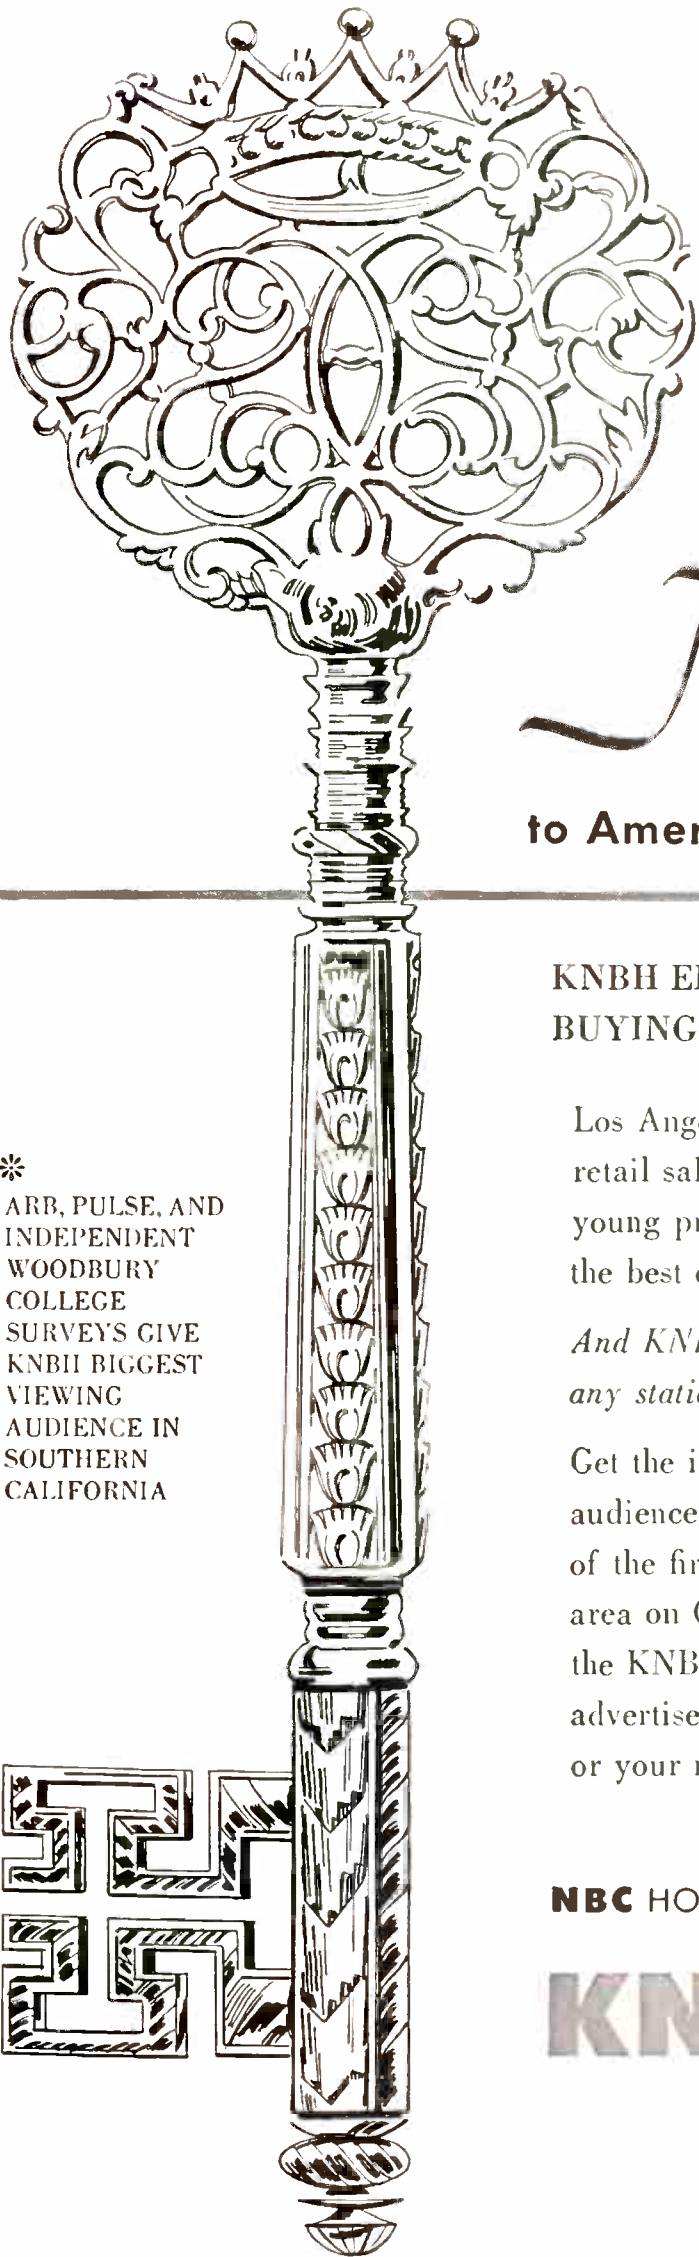 to Amer
KNBH E
BUYING
Los Ang
retail sal
young pr
the best
And KN
any stati
Get the i
audience
of the fir
area on
the KNB
advertise
or your
NBC HO
KN
※
ARB, PULSE, AND
INDEPENDENT
WOODBURY
COLLEGE
SURVEYS GIVE
KNBH BIGGEST
VIEWING
AUDIENCE IN
SOUTHERN
CALIFORNIA